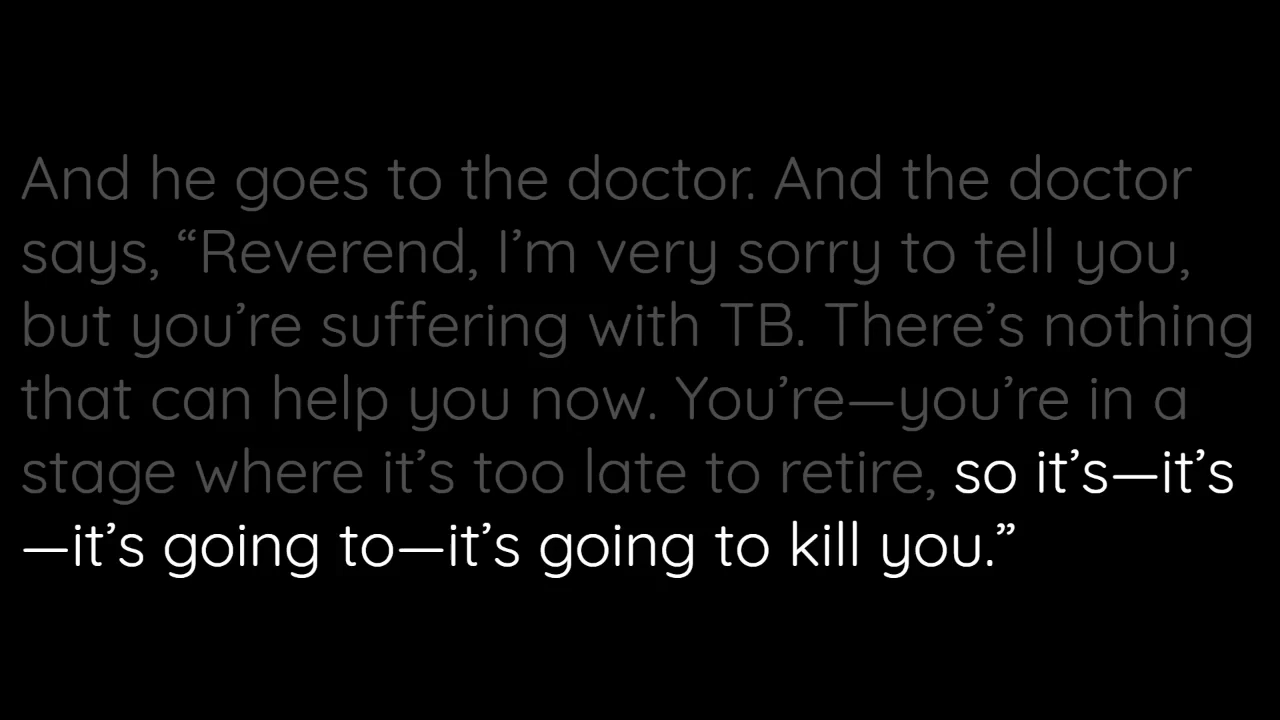 And he goes to the doctor. And the doctor
says, “Reverend, I’m very sorry to tell you,
but you’re suffering with TB. There’s nothing
that can help you now. You’re—you’re in a
stage where it’s too late to retire, so it’s—it’s
—it’s going to—it’s going to kill you.”